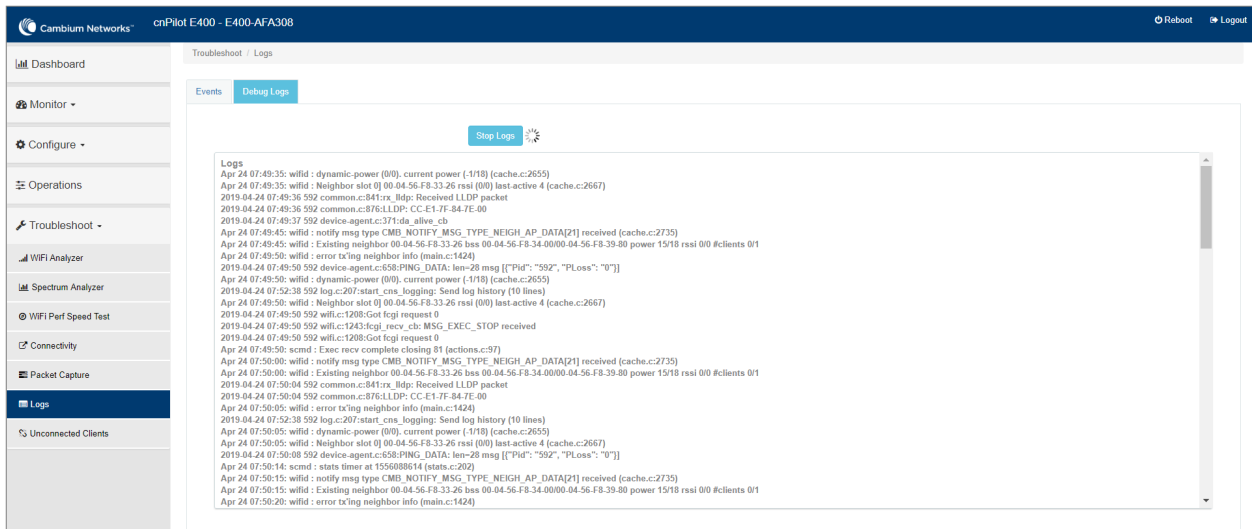 Cambium Networks™
cnPilot E400 - E400-AFA308
Reboot
Logout
Dashboard
Monitor
Configure
Operations
Troubleshoot
WiFi Analyzer
Spectrum Analyzer
WiFi Perf Speed Test
Connectivity
Packet Capture
Logs
Unconnected Clients
Troubleshoot / Logs
Events
Debug Logs
Stop Logs
Logs
Apr 24 07:49:35: wifid : dynamic-power (0/0). current power (-1/18) (cache.c:2655)
Apr 24 07:49:35: wifid : Neighbor slot 0] 00-04-56-F8-33-26 rssi (0/0) last-active 4 (cache.c:2667)
2019-04-24 07:49:36 592 common.c:841:rx_lldp: Received LLDP packet
2019-04-24 07:49:36 592 common.c:876:LLDP: CC-E1-7F-84-7E-00
2019-04-24 07:49:37 592 device-agent.c:371:da_alive_cb
Apr 24 07:49:45: wifid : notify msg type CMB_NOTIFY_MSG_TYPE_NEIGH_AP_DATA[21] received (cache.c:2735)
Apr 24 07:49:45: wifid : Existing neighbor 00-04-56-F8-33-26 bss 00-04-56-F8-34-00/00-04-56-F8-39-80 power 15/18 rssi 0/0 #clients 0/1
Apr 24 07:49:50: wifid : error tx'ing neighbor info (main.c:1424)
2019-04-24 07:49:50 592 device-agent.c:658:PING_DATA: len=28 msg [{"Pid": "592", "PLoss": "0"}]
Apr 24 07:49:50: wifid : dynamic-power (0/0). current power (-1/18) (cache.c:2655)
2019-04-24 07:52:38 592 log.c:207:start_cns_logging: Send log history (10 lines)
Apr 24 07:49:50: wifid : Neighbor slot 0] 00-04-56-F8-33-26 rssi (0/0) last-active 4 (cache.c:2667)
2019-04-24 07:49:50 592 wifi.c:1208:Got fcgi request 0
2019-04-24 07:49:50 592 wifi.c:1243:fcgi_recv_cb: MSG_EXEC_STOP received
2019-04-24 07:49:50 592 wifi.c:1208:Got fcgi request 0
Apr 24 07:49:50: scmd : Exec recv complete closing 81 (actions.c:97)
Apr 24 07:50:00: wifid : notify msg type CMB_NOTIFY_MSG_TYPE_NEIGH_AP_DATA[21] received (cache.c:2735)
Apr 24 07:50:00: wifid : Existing neighbor 00-04-56-F8-33-26 bss 00-04-56-F8-34-00/00-04-56-F8-39-80 power 15/18 rssi 0/0 #clients 0/1
2019-04-24 07:50:04 592 common.c:841:rx_lldp: Received LLDP packet
2019-04-24 07:50:04 592 common.c:876:LLDP: CC-E1-7F-84-7E-00
Apr 24 07:50:05: wifid : error tx'ing neighbor info (main.c:1424)
2019-04-24 07:52:38 592 log.c:207:start_cns_logging: Send log history (10 lines)
Apr 24 07:50:05: wifid : dynamic-power (0/0). current power (-1/18) (cache.c:2655)
Apr 24 07:50:05: wifid : Neighbor slot 0] 00-04-56-F8-33-26 rssi (0/0) last-active 4 (cache.c:2667)
2019-04-24 07:50:08 592 device-agent.c:658:PING_DATA: len=28 msg [{"Pid": "592", "PLoss": "0"}]
Apr 24 07:50:14: scmd : stats timer at 1556088614 (stats.c:202)
Apr 24 07:50:15: wifid : notify msg type CMB_NOTIFY_MSG_TYPE_NEIGH_AP_DATA[21] received (cache.c:2735)
Apr 24 07:50:15: wifid : Existing neighbor 00-04-56-F8-33-26 bss 00-04-56-F8-34-00/00-04-56-F8-39-80 power 15/18 rssi 0/0 #clients 0/1
Apr 24 07:50:20: wifid : error tx'ing neighbor info (main.c:1424)